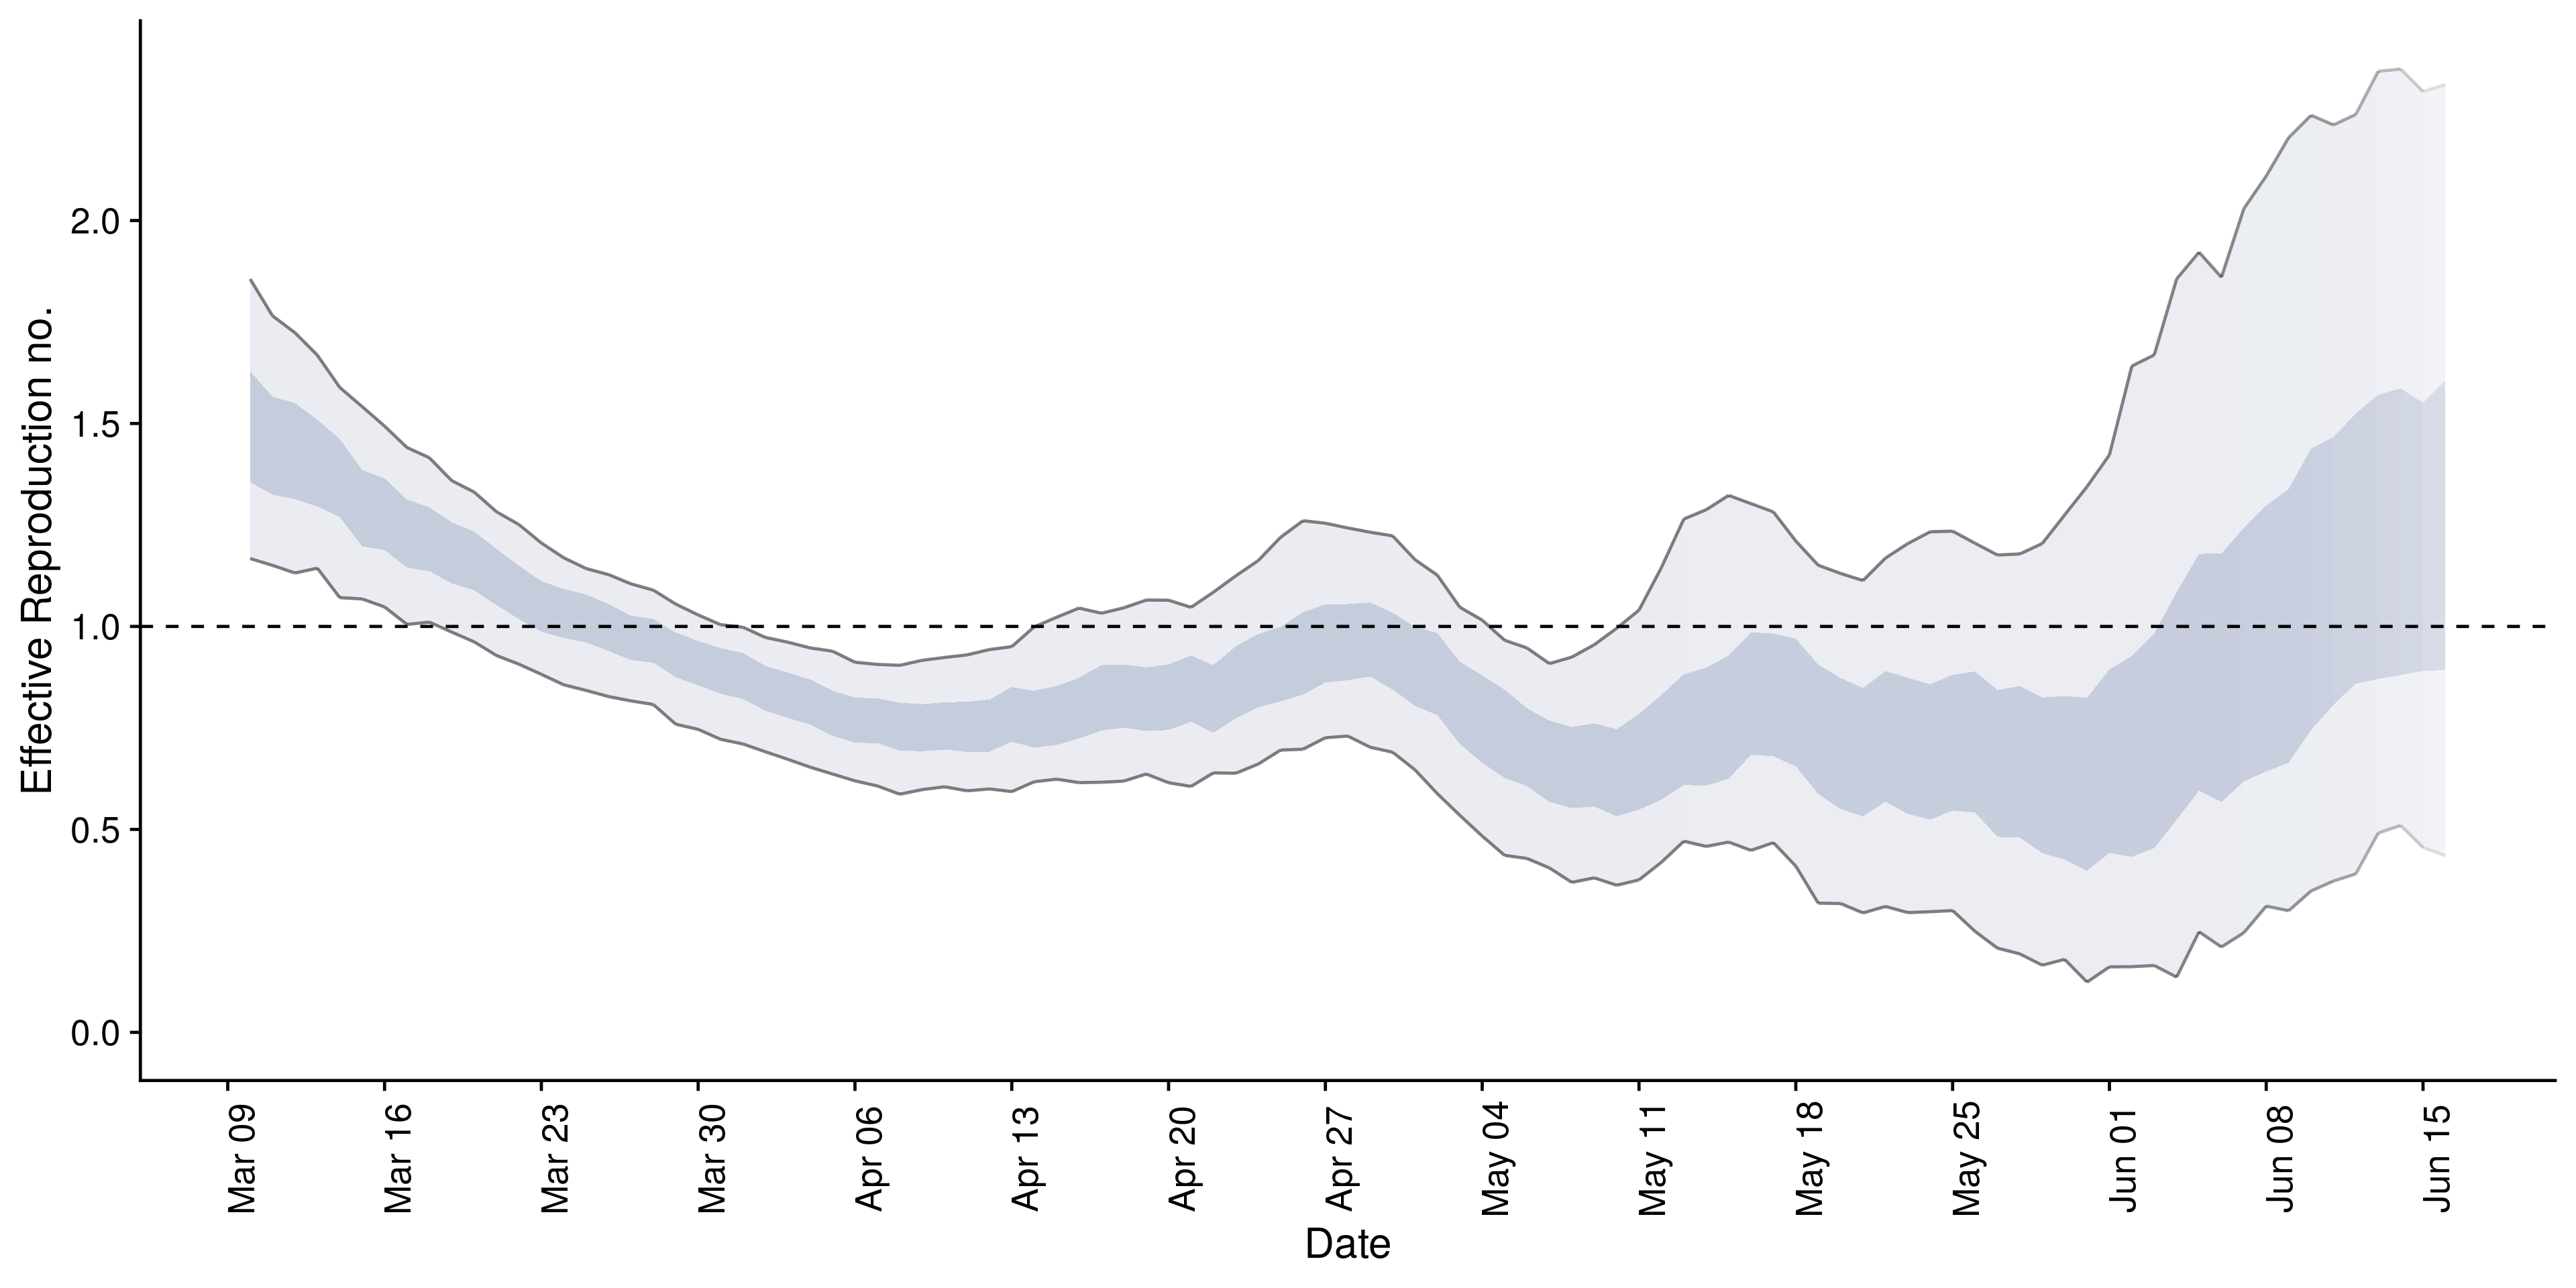 Effective Reproduction no.
2.0
1.5
1.0
0.5
0.0
Mar 09
Mar 16
Mar 23
Mar 30
Apr 06
Apr 13
Apr 20
Apr 27
May 04
May 11
May 18
May 25
Jun 01
Jun 08
Jun 15
Date